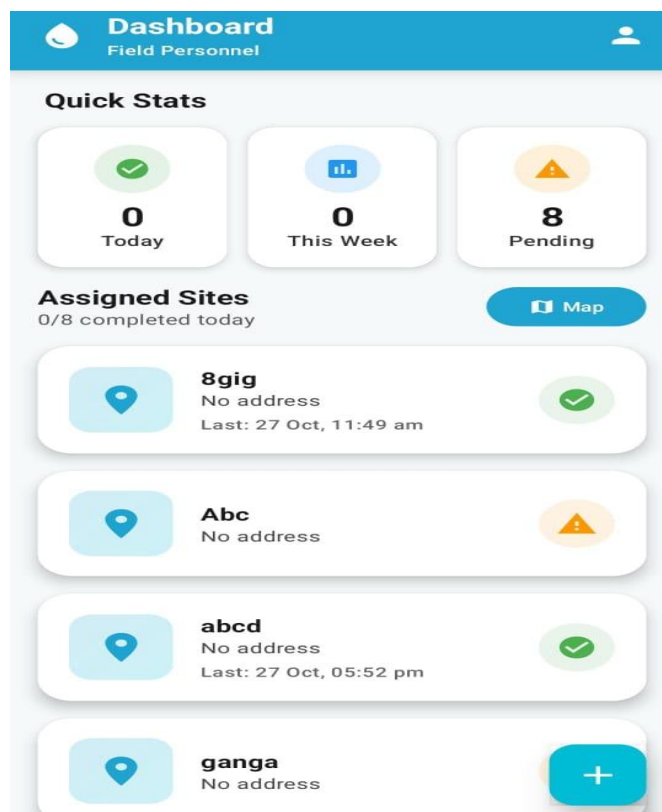 Dashboard
Field Personnel
Quick Stats
0
Today
0
This Week
8
Pending
Assigned Sites
0/8 completed today
Map
8gig
No address
Last: 27 Oct, 11:49 am
Abc
No address
abcd
No address
Last: 27 Oct, 05:52 pm
ganga
No address